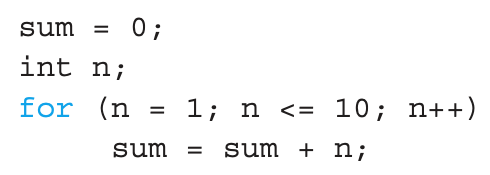 sum = 0;
int n;
for (n = 1; n <= 10; n++)
sum = sum + n;